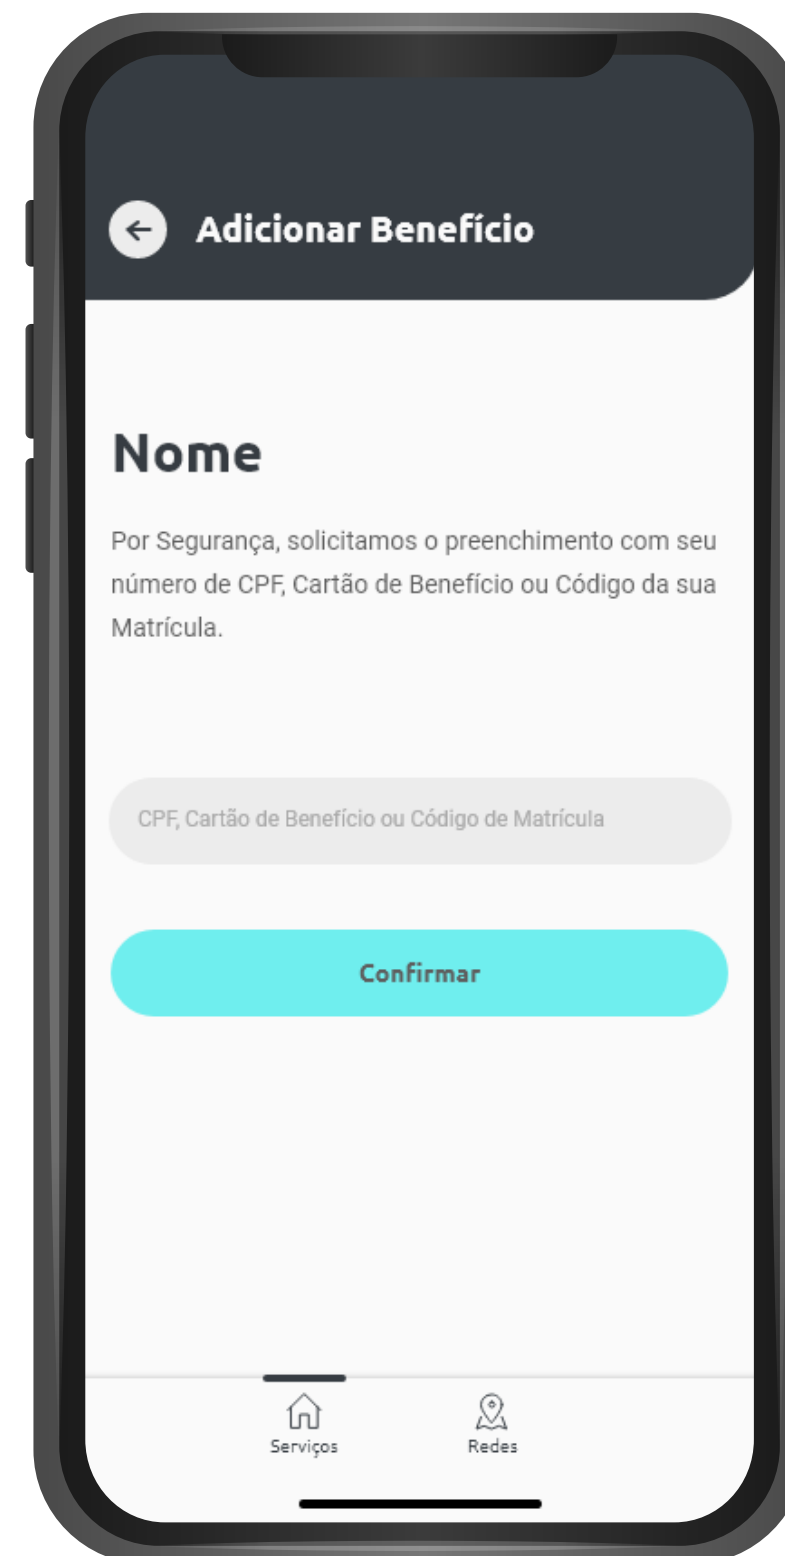 Adicionar Benefício
Nome
Por Segurança, solicitamos o preenchimento com seu
número de CPF, Cartão de Benefício ou Código da sua
Matrícula.
CPF, Cartão de Benefício ou Código de Matrícula
Confirmar
Serviços
Redes